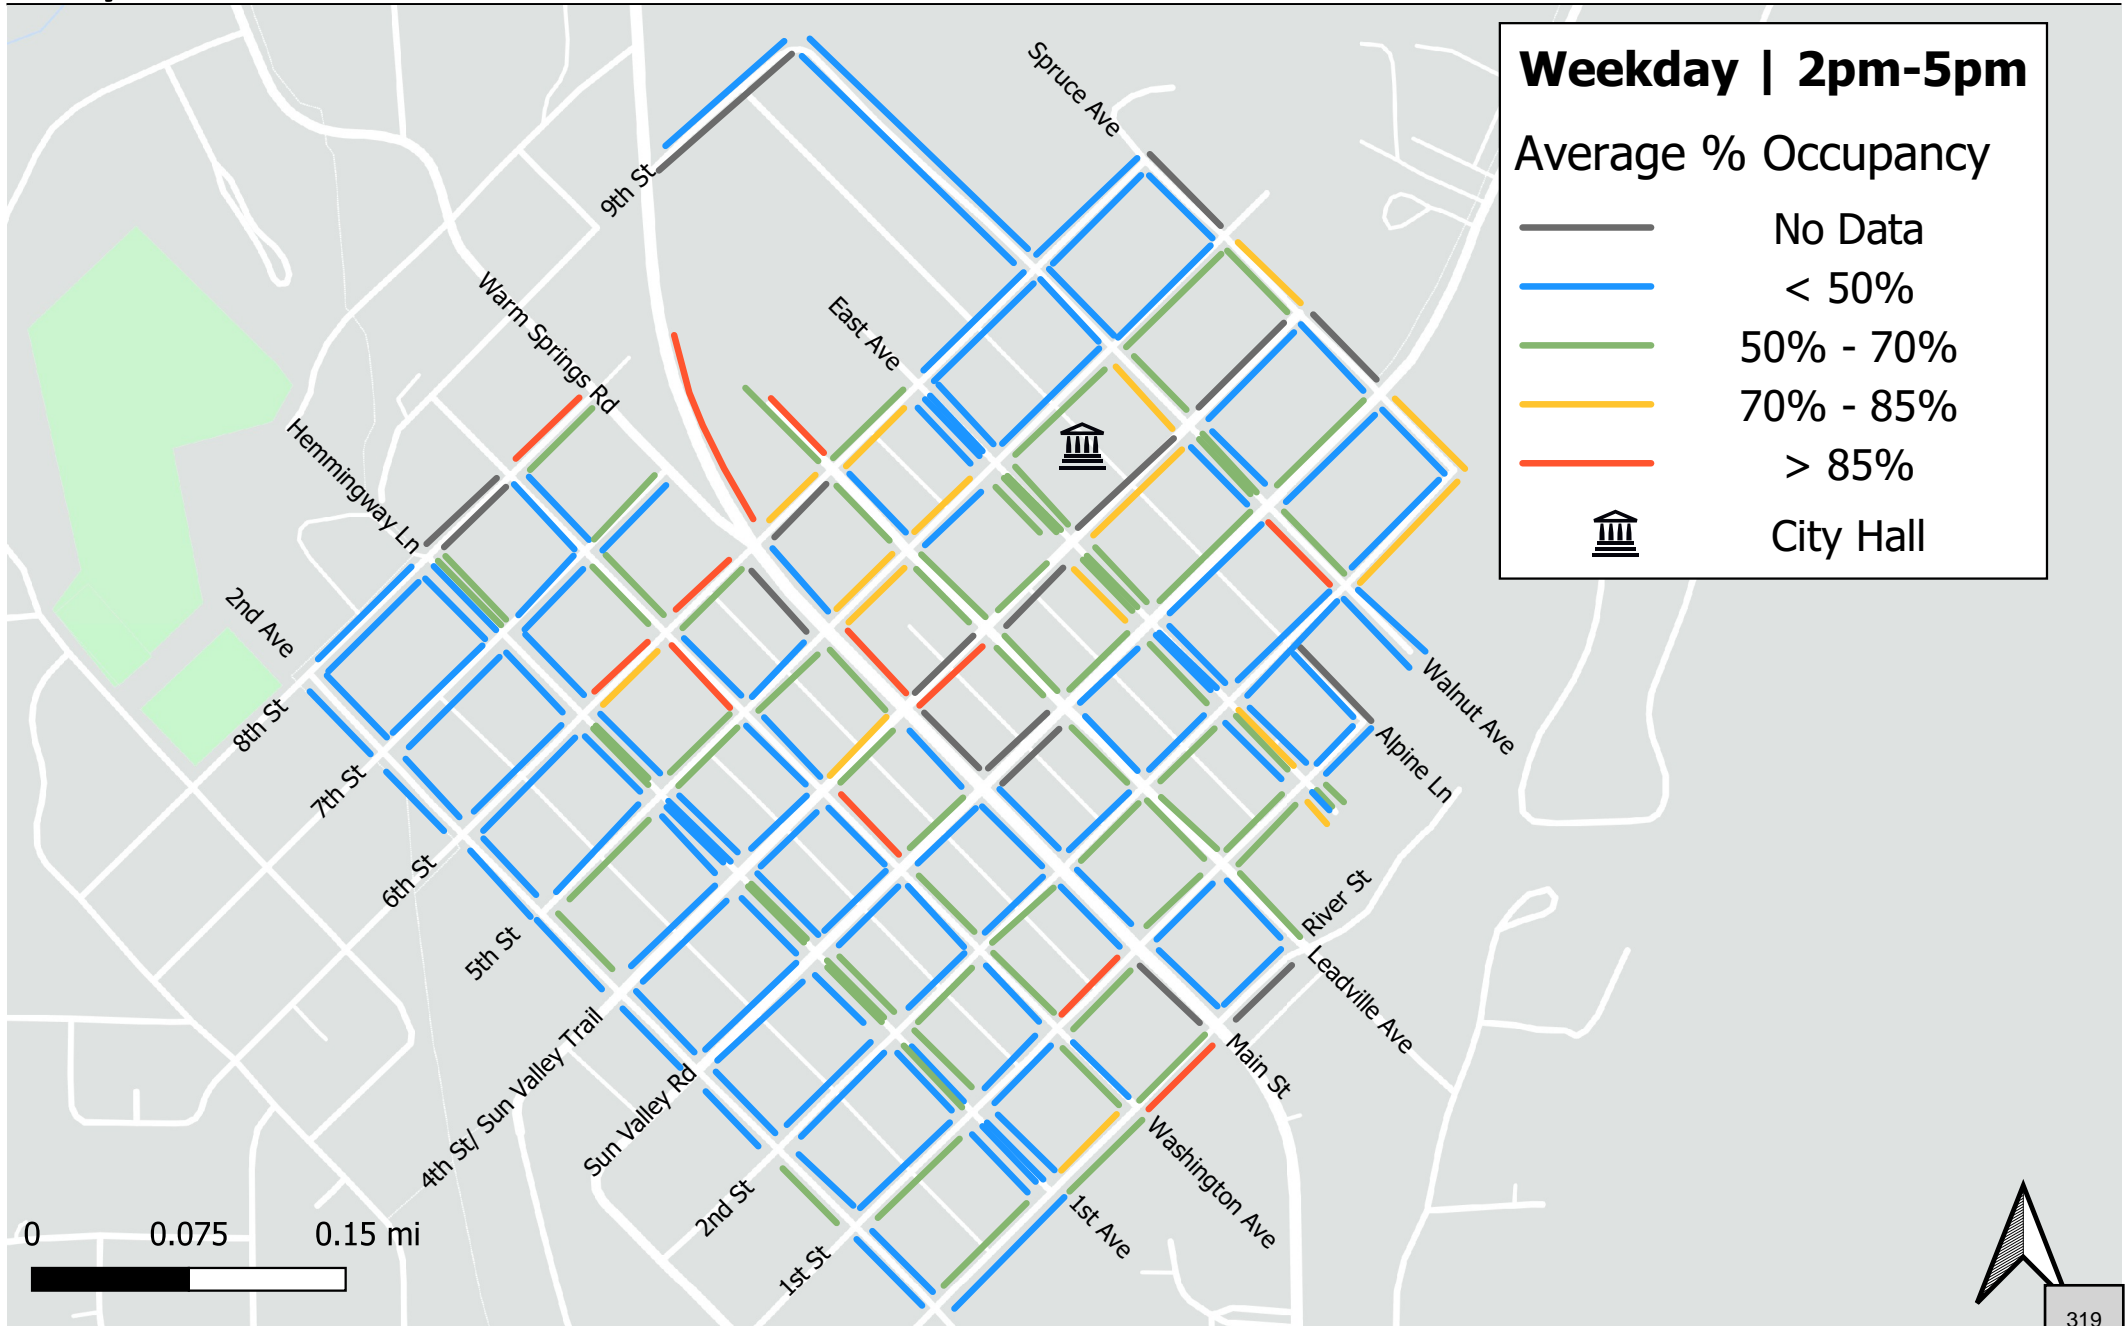 Weekday | 2pm-5pm
Average % Occupancy
No Data
< 50%
50% - 70%
70% - 85%
> 85%
City Hall
Spruce Ave
9th St
East Ave
Warm Springs Rd
Hemmingway Ln
2nd Ave
8th St
7th St
6th St
5th St
4th St/ Sun Valley Trail
Sun Valley Rd
2nd St
1st St
Walnut Ave
Alpine Ln
River St
Leadville Ave
Main St
Washington Ave
1st Ave
0 0.075 0.15 mi
319